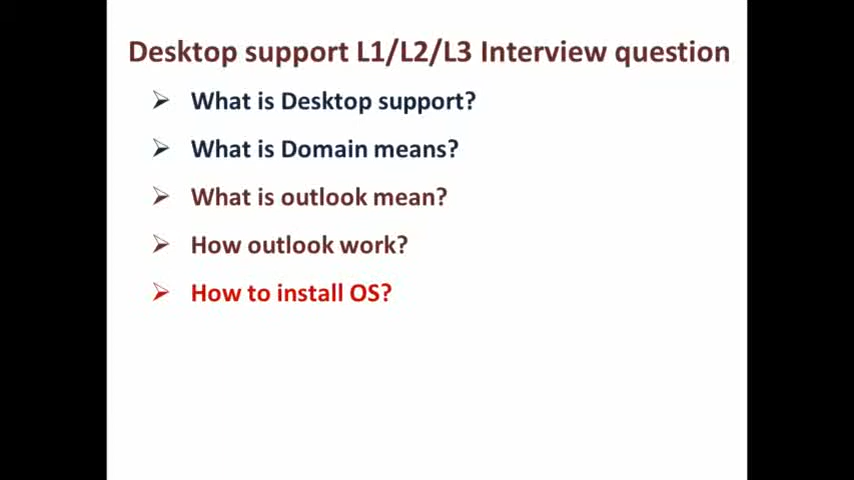 Desktop support L1/L2/L3 Interview question
What is Desktop support?
What is Domain means?
What is outlook mean?
How outlook work?
How to install OS?